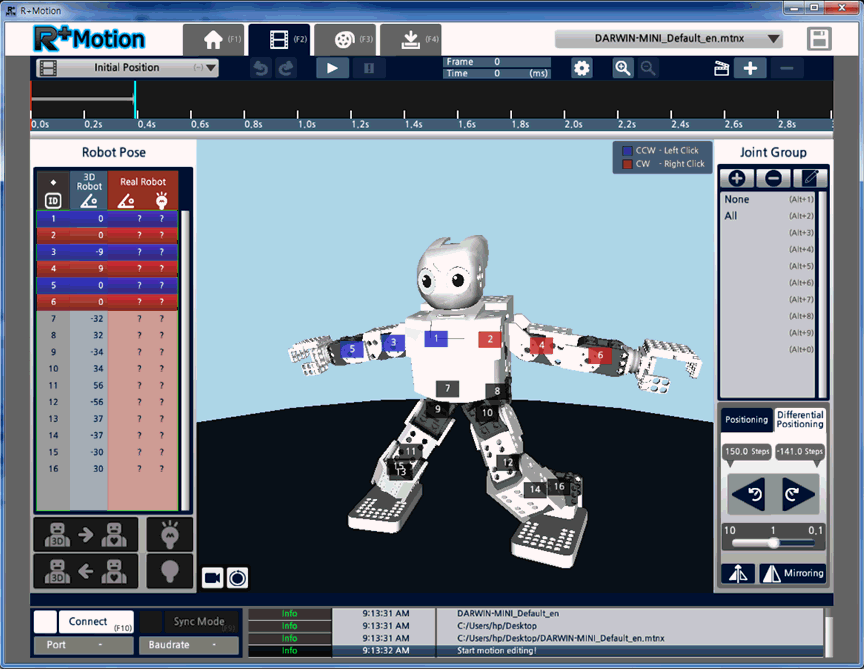 R+Motion
R+Motion
(F1)
(F2)
(F3)
(F4)
DARWIN-MINI_Default_en.mtnx
Initial Position
(-)
Frame 0
Time 0 (ms)
0.0s 0.2s 0.4s 0.6s 0.8s 1.0s 1.2s 1.4s 1.6s 1.8s 2.0s 2.2s 2.4s 2.6s 2.8s 3
Robot Pose
3D Robot
Real Robot
ID
1 0 ? ?
2 0 ? ?
3 -9 ? ?
4 9 ? ?
5 0 ? ?
6 0 ? ?
7 -32 ? ?
8 32 ? ?
9 -34 ? ?
10 34 ? ?
11 56 ? ?
12 -56 ? ?
13 37 ? ?
14 -37 ? ?
15 -30 ? ?
16 30 ? ?
3D
M
3D
CCW - Left Click
CW - Right Click
5
3
1
2
4
6
7
8
9
10
11
12
15
13
14
16
Joint Group
None (Alt+1)
All (Alt+2)
(Alt+3)
(Alt+4)
(Alt+5)
(Alt+6)
(Alt+7)
(Alt+8)
(Alt+9)
(Alt+0)
Positioning
Differential
Positioning
150.0 Steps
-141.0 Steps
10 1 0.1
Mirroring
Connect (F10)
Sync Mode (F9)
Port -
Baudrate -
Info 9:13:31 AM DARWIN-MINI_Default_en
Info 9:13:31 AM C:/Users/hp/Desktop
Info 9:13:31 AM C:/Users/hp/Desktop/DARWIN-MINI_Default_en.mtnx
Info 9:13:32 AM Start motion editing!